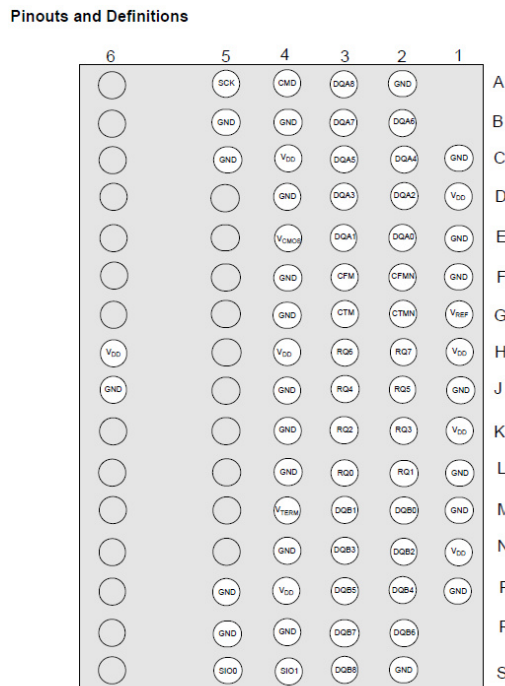 Pinouts and Definitions
6 5 4 3 2 1
SCK CMD DQA8 GND A
GND GND DQA7 DQA6 B
GND VDD DQA5 DQA4 GND C
GND DQA3 DQA2 VDD D
VCMOS DQA1 DQA0 GND E
GND CFM CFMN GND F
GND CTM CTMN VREF G
VDD VDD RQ6 RQ7 VDD H
GND GND RQ4 RQ5 GND J
GND RQ2 RQ3 VDD K
GND RQ0 RQ1 GND L
VTERM DQB1 DQB0 GND M
GND DQB3 DQB2 VDD N
GND VDD DQB5 DQB4 GND
GND GND DQB7 DQB6
SIO0 SIO1 DQB8 GND S